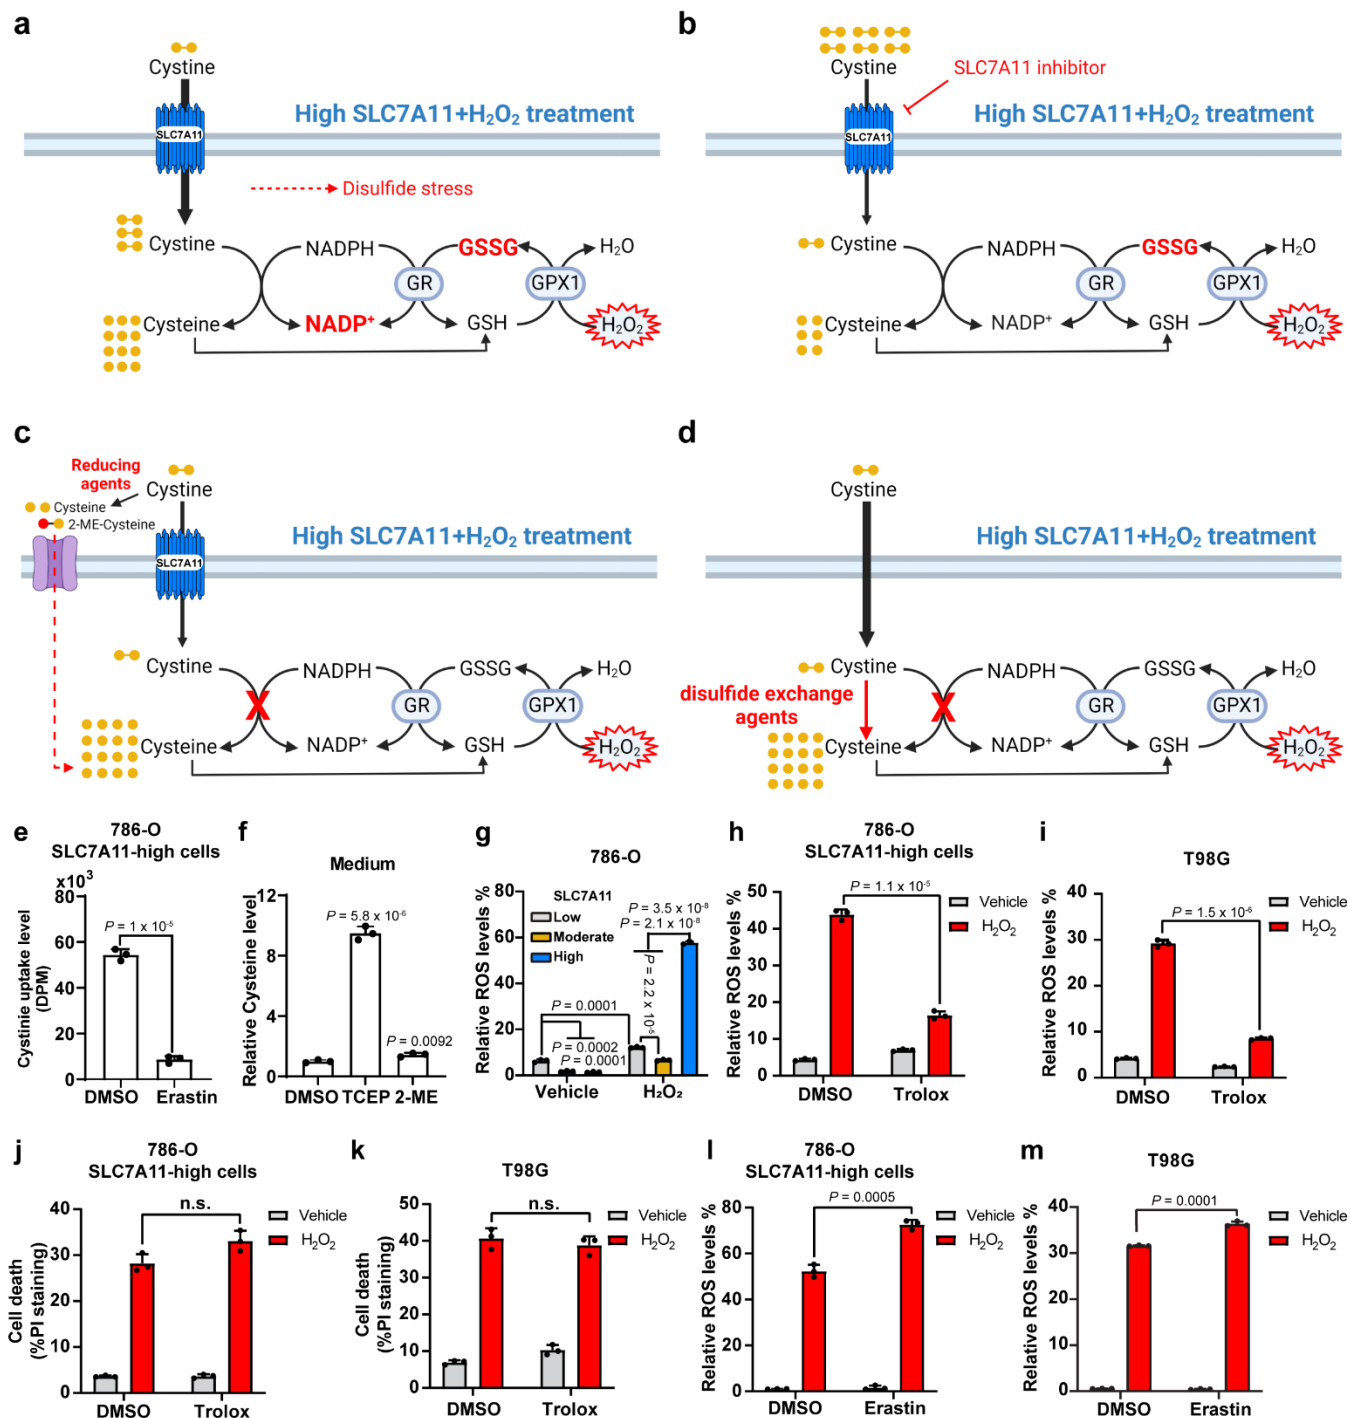 a
Cystine
High SLC7A11+H₂O₂ treatment
SLC7A11
Disulfide stress
Cystine
NADPH
GSSG
H₂O
GR
GPX1
Cysteine
NADP⁺
GSH
H₂O₂
b
Cystine
SLC7A11 inhibitor
High SLC7A11+H₂O₂ treatment
SLC7A11
Cystine
NADPH
GSSG
H₂O
GR
GPX1
Cysteine
NADP⁺
GSH
H₂O₂
c
Reducing
agents
Cystine
Cysteine
2-ME-Cysteine
High SLC7A11+H₂O₂ treatment
SLC7A11
Cystine
NADPH
GSSG
H₂O
X
GR
GPX1
Cysteine
NADP⁺
GSH
H₂O₂
d
Cystine
High SLC7A11+H₂O₂ treatment
Cystine
NADPH
GSSG
H₂O
disulfide exchange
agents
X
GR
GPX1
Cysteine
NADP⁺
GSH
H₂O₂
e
786-O
SLC7A11-high cells
x10³
Cystinie uptake level
(DPM)
80
60
40
20
0
P = 1 x 10⁻⁵
DMSO Erastin
f
Medium
Relative Cysteine level
12
8
4
0
P = 5.8 x 10⁻⁶
P = 0.0092
DMSO TCEP 2-ME
g
786-O
Relative ROS levels %
80
60
40
20
0
SLC7A11
Low
Moderate
High
P = 3.5 x 10⁻⁸
P = 2.1 x 10⁻⁸
P = 2.2 x 10⁻⁵
P = 0.0001
P = 0.0002
P = 0.0001
Vehicle H₂O₂
h
786-O
SLC7A11-high cells
Relative ROS levels %
50
40
30
20
10
0
P = 1.1 x 10⁻⁵
Vehicle
H₂O₂
DMSO Trolox
i
T98G
Relative ROS levels %
40
30
20
10
0
P = 1.5 x 10⁻⁶
Vehicle
H₂O₂
DMSO Trolox
j
786-O
SLC7A11-high cells
Cell death
(%PI staining)
40
30
20
10
0
n.s.
Vehicle
H₂O₂
DMSO Trolox
k
T98G
Cell death
(%PI staining)
50
40
30
20
10
0
n.s.
Vehicle
H₂O₂
DMSO Trolox
l
786-O
SLC7A11-high cells
Relative ROS levels %
80
60
40
20
0
P = 0.0005
Vehicle
H₂O₂
DMSO Erastin
m
T98G
Relative ROS levels %
40
30
20
10
0
P = 0.0001
Vehicle
H₂O₂
DMSO Erastin